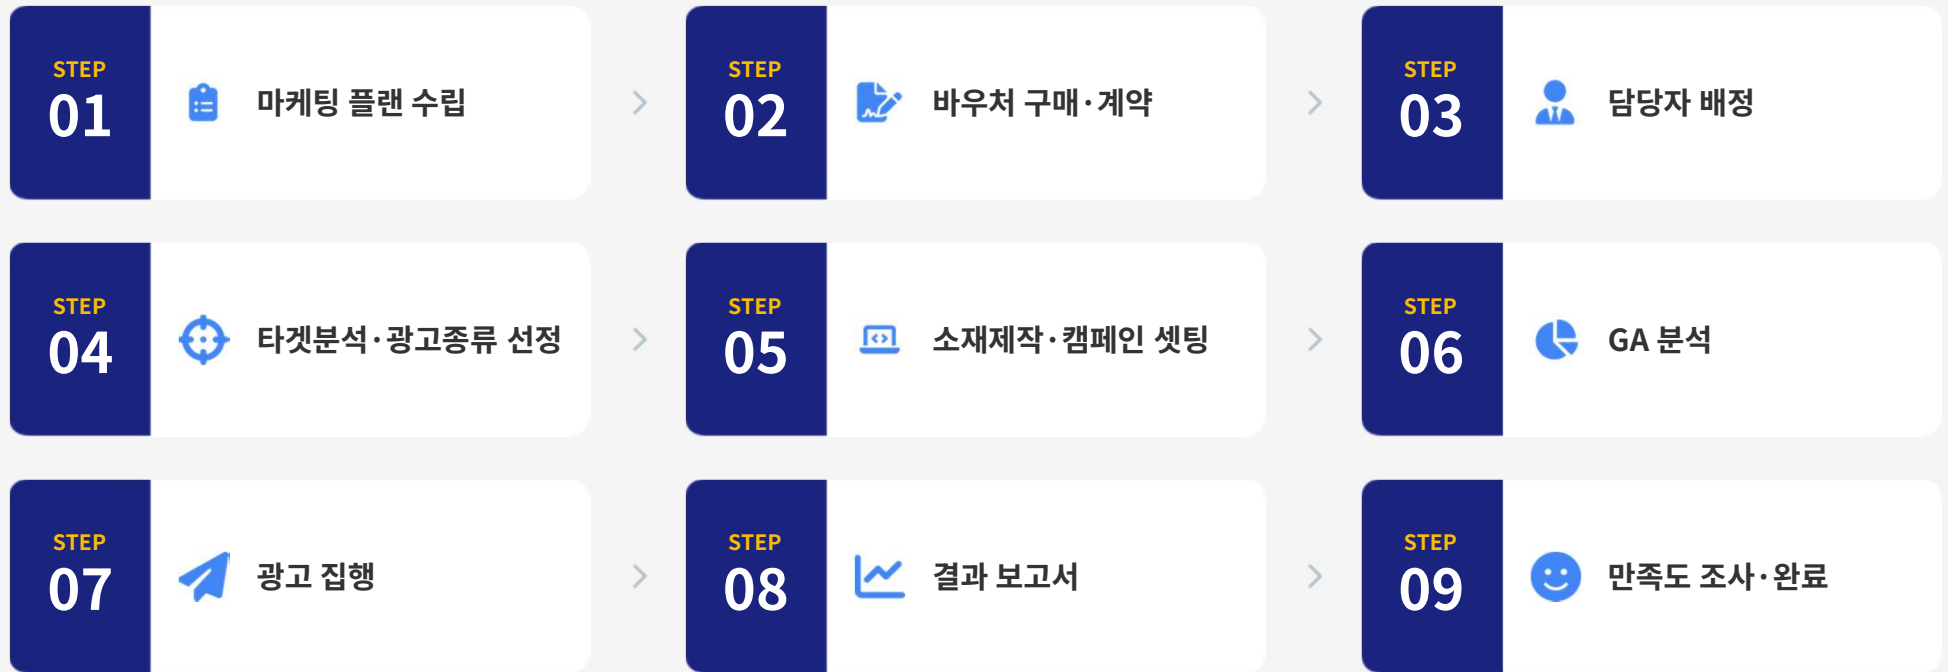 STEP
01
마케팅 플랜 수립
STEP
02
바우처 구매·계약
STEP
03
담당자 배정
STEP
04
타겟분석·광고종류 선정
STEP
05
소재제작·캠페인 셋팅
STEP
06
GA 분석
STEP
07
광고 집행
STEP
08
결과 보고서
STEP
09
만족도 조사·완료